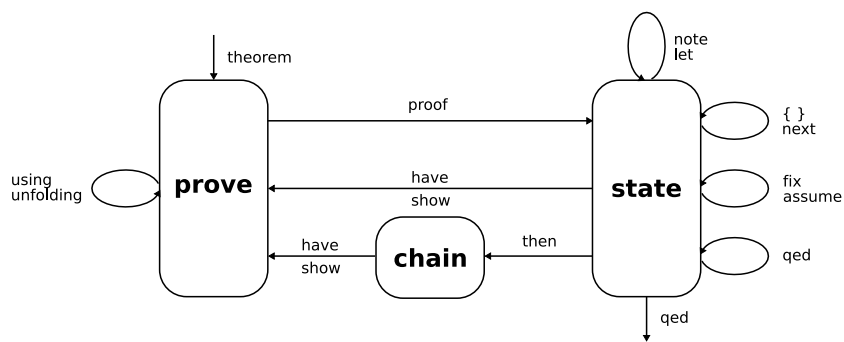 theorem
note
let
proof
{ }
next
using
unfolding
prove
have
show
state
fix
assume
have
show
chain
then
qed
qed